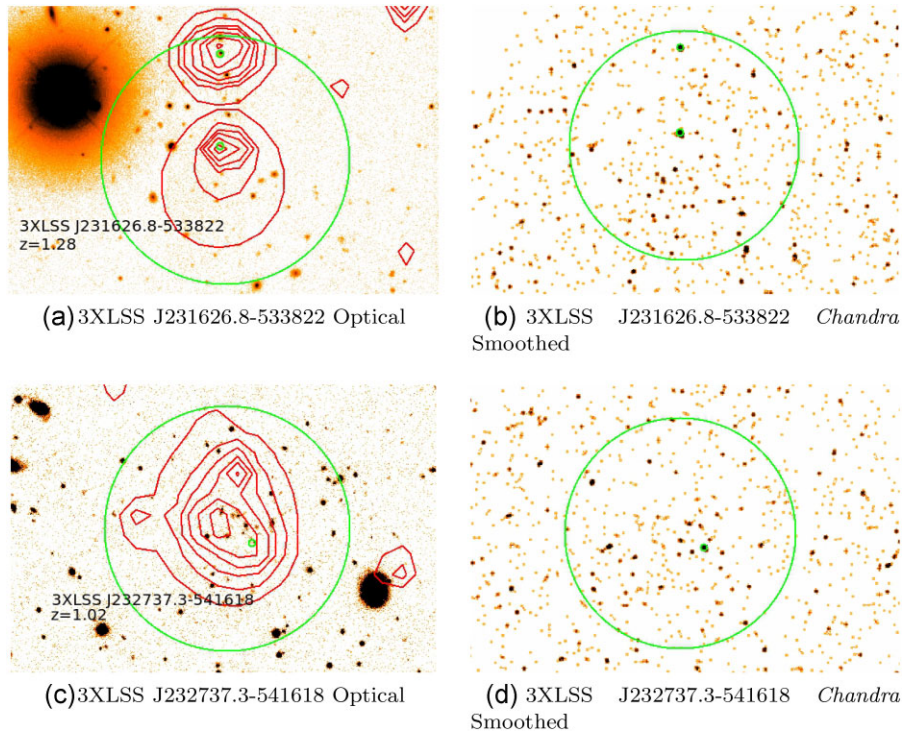 3XLSS J231626.8-533822
z=1.28
(a) 3XLSS J231626.8-533822 Optical
(b) 3XLSS J231626.8-533822 Chandra
Smoothed
3XLSS J232737.3-541618
z=1.02
(c) 3XLSS J232737.3-541618 Optical
(d) 3XLSS J232737.3-541618 Chandra
Smoothed